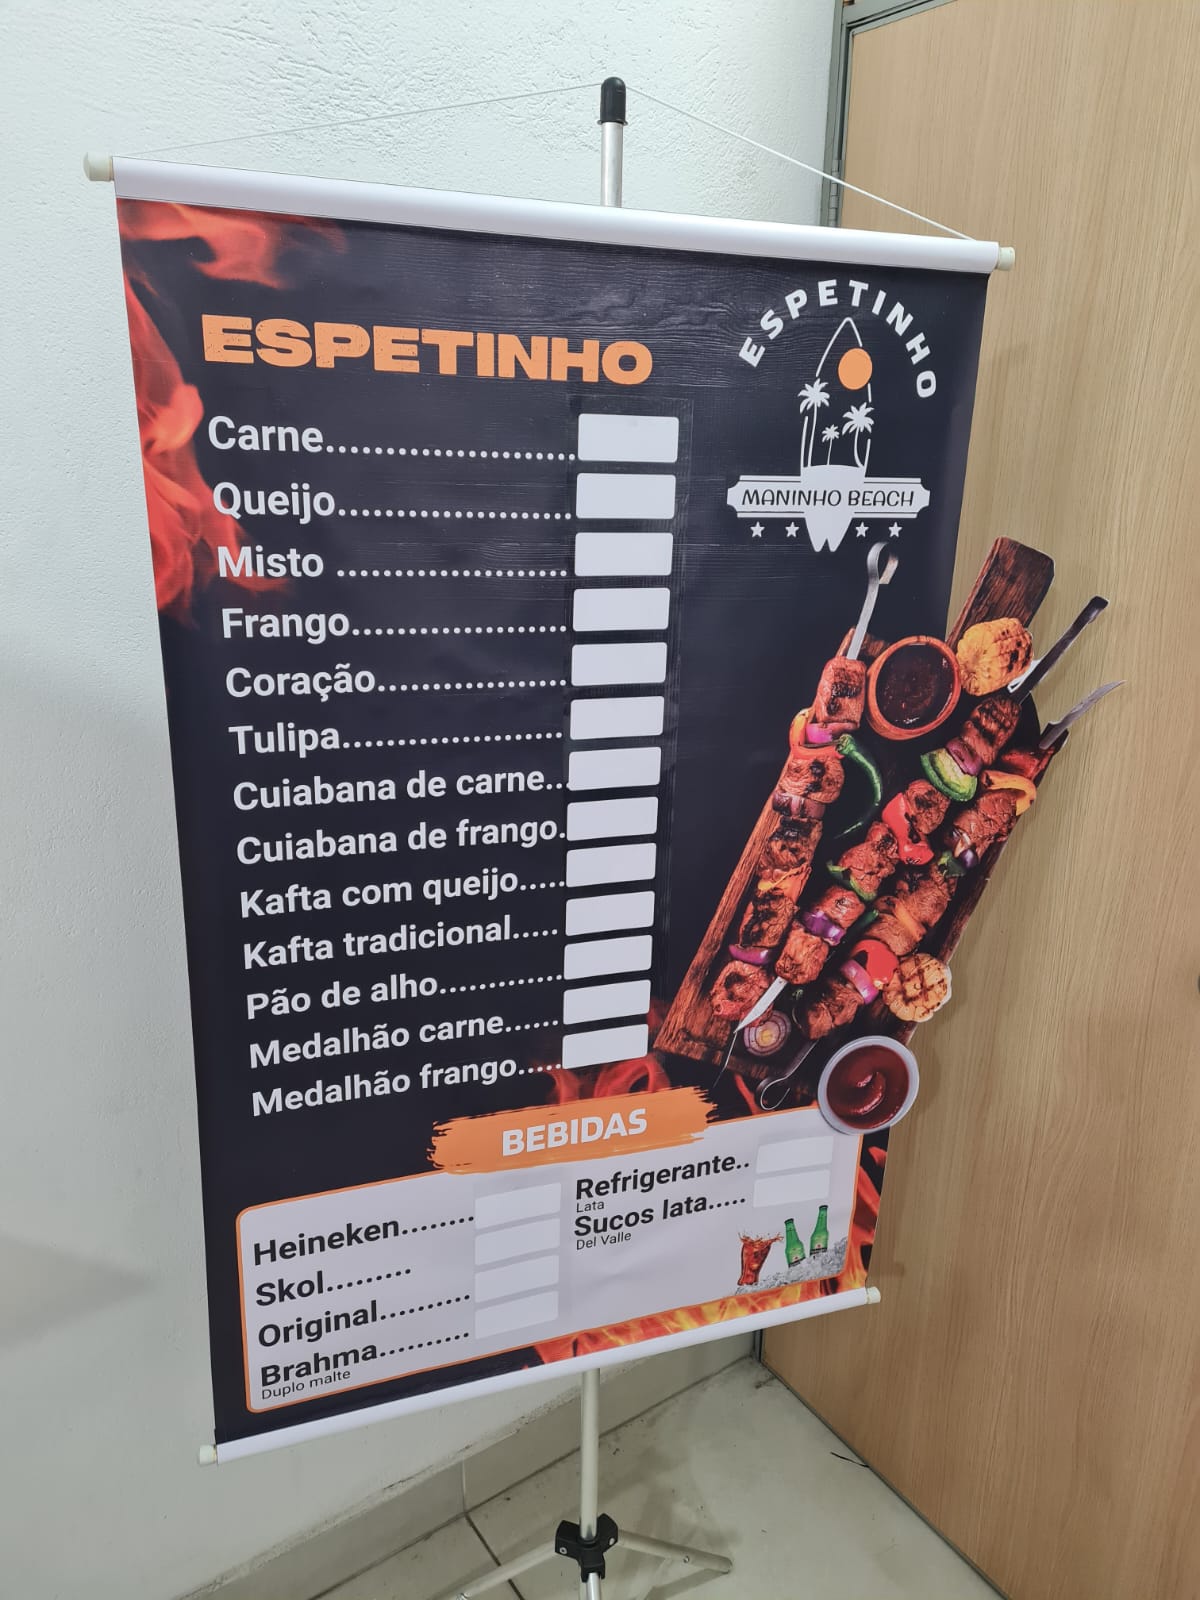 ESPETINHO
ESPETINHO
MANINHO BEACH
Carne.....................
Queijo....................
Misto ....................
Frango...................
Coração.................
Tulipa....................
Cuiabana de carne..
Cuiabana de frango.
Kafta com queijo.....
Kafta tradicional.....
Pão de alho.............
Medalhão carne......
Medalhão frango.....
BEBIDAS
Heineken........
Skol.........
Original..........
Brahma..........
Duplo malte
Refrigerante..
Lata
Sucos lata.....
Del Valle